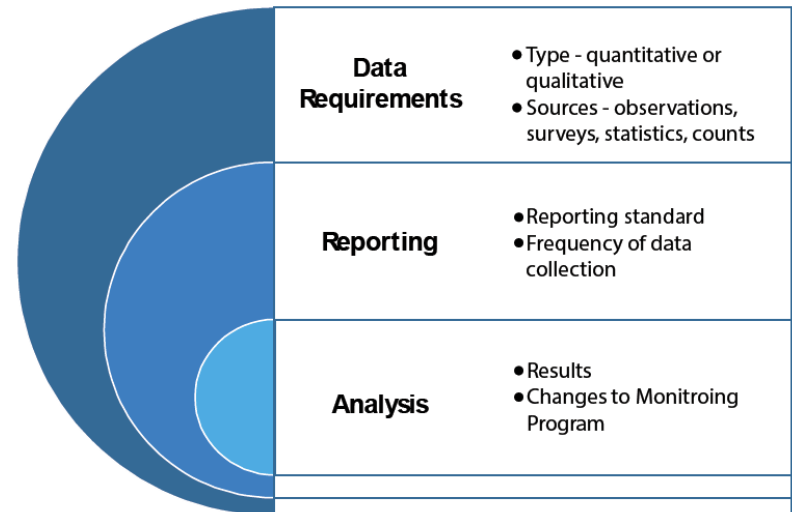 Data
Requirements
● Type - quantitative or
qualitative
● Sources - observations,
surveys, statistics, counts
Reporting
● Reporting standard
● Frequency of data
collection
Analysis
● Results
● Changes to Monitroing
Program